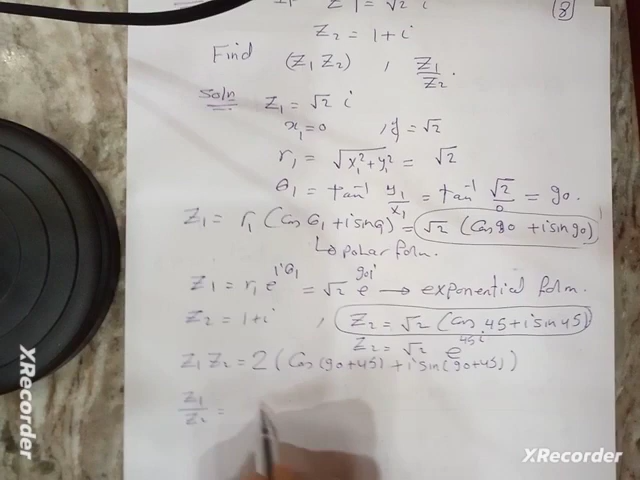 If Z1 = √2 i
(8)
Z2 = 1+i
Find (Z1 Z2) , Z1/Z2.
Soln Z1 = √2 i
x1=0 , y = √2
r1 = √x1²+y1² = √2
θ1 = tan⁻¹ y1/x1 = tan⁻¹ √2/0 = 90.
Z1 = r1 (Cos θ1 + i sin θ) = √2 (Cos 90 + i sin 90)
↳ polar form.
Z1 = r1 e^iθ1 = √2 e^90i → exponential form.
Z2 = 1+i , Z2 = √2 (Cos 45 + i sin 45)
Z2 = √2 e^45i
Z1 Z2 = 2 (Cos (90+45) + i sin (90+45))
Z1/Z2 =
XRecorder
XRecorder